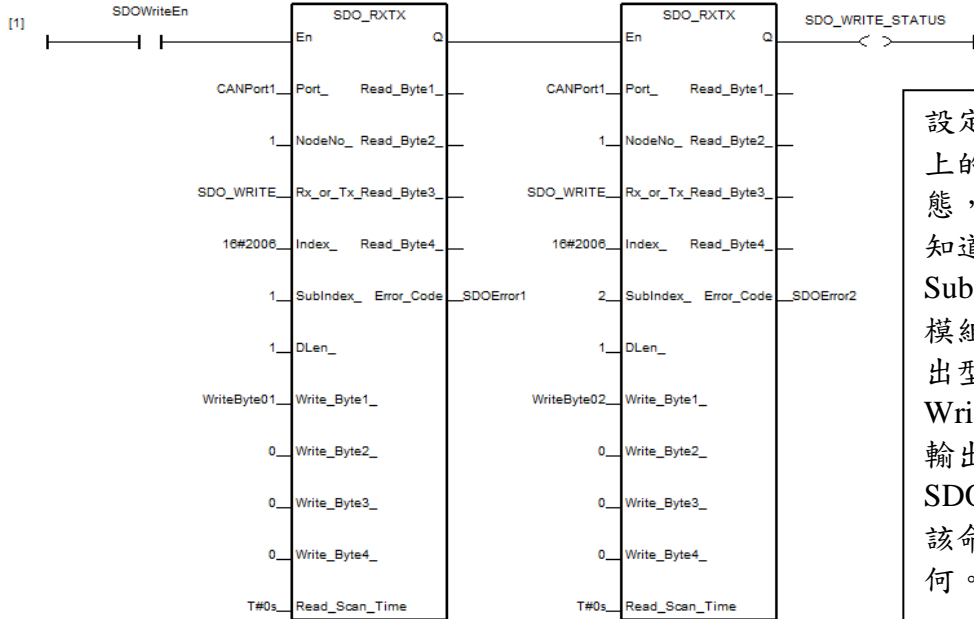 [1]
SDOWriteEn
SDO_RXTX
SDO_RXTX
SDO_WRITE_STATUS
En Q
En Q
CANPort1 Port_ Read_Byte1_
CANPort1 Port_ Read_Byte1_
1 NodeNo_ Read_Byte2_
1 NodeNo_ Read_Byte2_
SDO_WRITE Rx_or_Tx_ Read_Byte3_
SDO_WRITE Rx_or_Tx_ Read_Byte3_
16#2006 Index_ Read_Byte4_
16#2006 Index_ Read_Byte4_
1 SubIndex_ Error_Code SDOError1
2 SubIndex_ Error_Code SDOError2
1 DLen_
1 DLen_
WriteByte01 Write_Byte1_
WriteByte02 Write_Byte1_
0 Write_Byte2_
0 Write_Byte2_
0 Write_Byte3_
0 Write_Byte3_
0 Write_Byte4_
0 Write_Byte4_
T#0s Read_Scan_Time
T#0s Read_Scan_Time
設定
上的
態,
知道
Sub
模組
出型
Wri
輸出
SDO
該命
何。